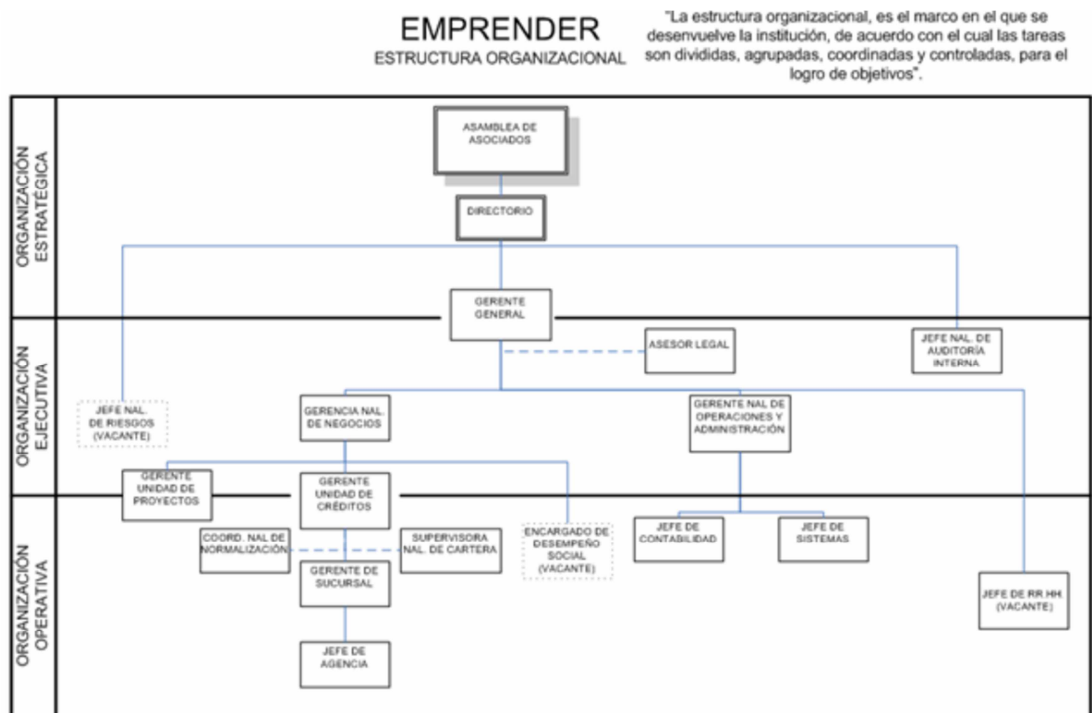 EMPRENDER
ESTRUCTURA ORGANIZACIONAL
"La estructura organizacional, es el marco en el que se
desenvuelve la institución, de acuerdo con el cual las tareas
son divididas, agrupadas, coordinadas y controladas, para el
logro de objetivos".
ORGANIZACIÓN
ESTRATÉGICA
ASAMBLEA DE
ASOCIADOS
DIRECTORIO
GERENTE
GENERAL
ORGANIZACIÓN
EJECUTIVA
ASESOR LEGAL
JEFE NAL. DE
AUDITORÍA
INTERNA
JEFE NAL.
DE RIESGOS
(VACANTE)
GERENCIA NAL.
DE NEGOCIOS
GERENTE NAL DE
OPERACIONES Y
ADMINISTRACIÓN
GERENTE
UNIDAD DE
PROYECTOS
GERENTE
UNIDAD DE
CRÉDITOS
ORGANIZACIÓN
OPERATIVA
COORD. NAL DE
NORMALIZACIÓN
SUPERVISORA
NAL. DE CARTERA
ENCARGADO DE
DESEMPEÑO
SOCIAL
(VACANTE)
JEFE DE
CONTABILIDAD
JEFE DE
SISTEMAS
GERENTE DE
SUCURSAL
JEFE DE RR.HH.
(VACANTE)
JEFE DE
AGENCIA